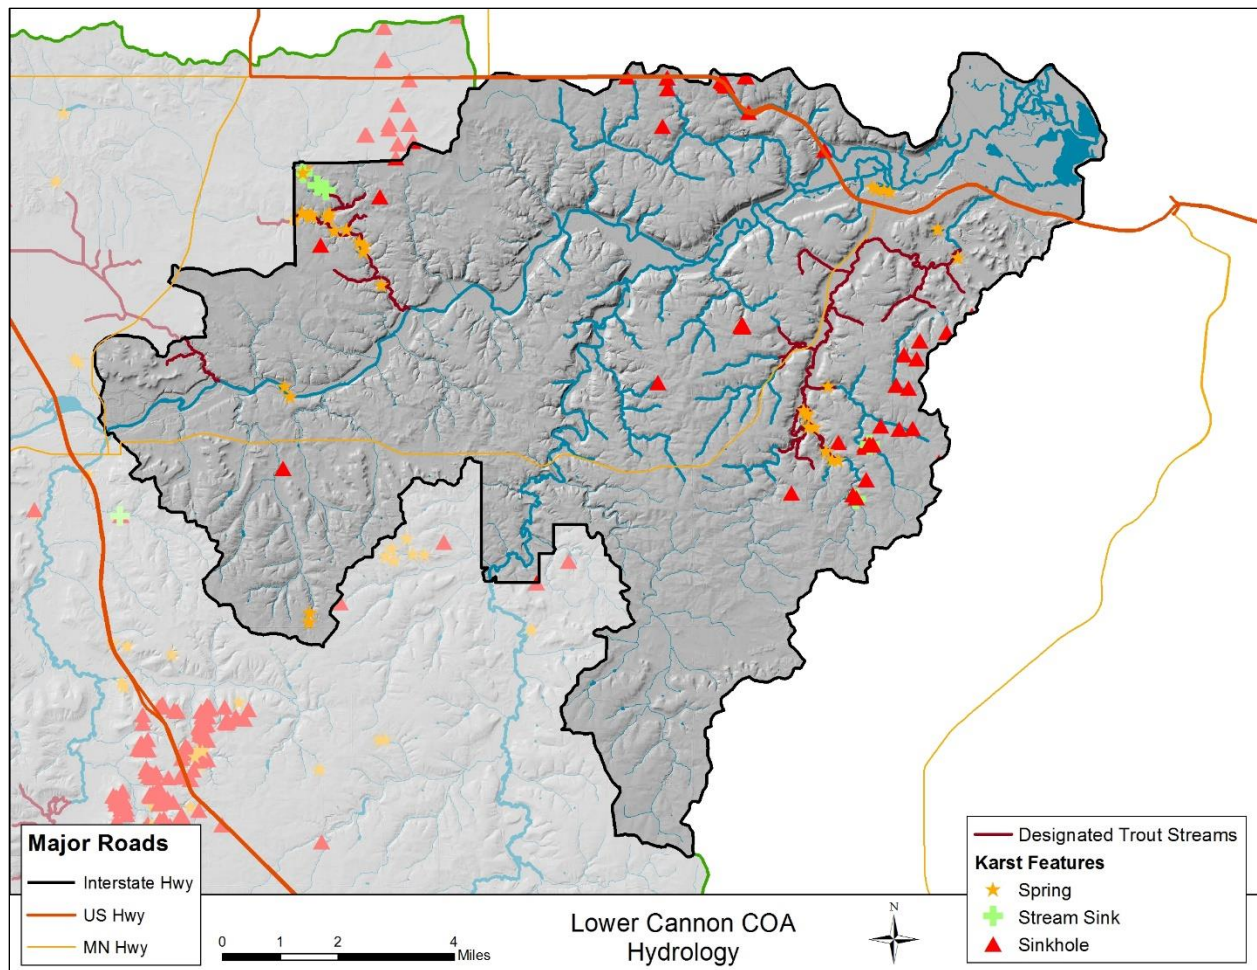 Major Roads
Interstate Hwy
US Hwy
MN Hwy
0 1 2 4
Miles
Lower Cannon COA
Hydrology
N
Designated Trout Streams
Karst Features
Spring
Stream Sink
Sinkhole